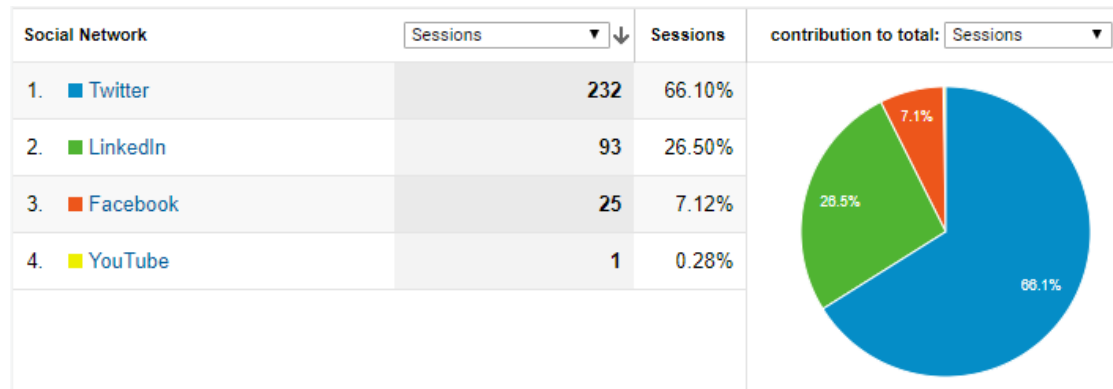 Social Network Sessions Sessions contribution to total: Sessions
1. Twitter 232 66.10%
2. LinkedIn 93 26.50%
3. Facebook 25 7.12%
4. YouTube 1 0.28%
7.1%
26.5%
66.1%